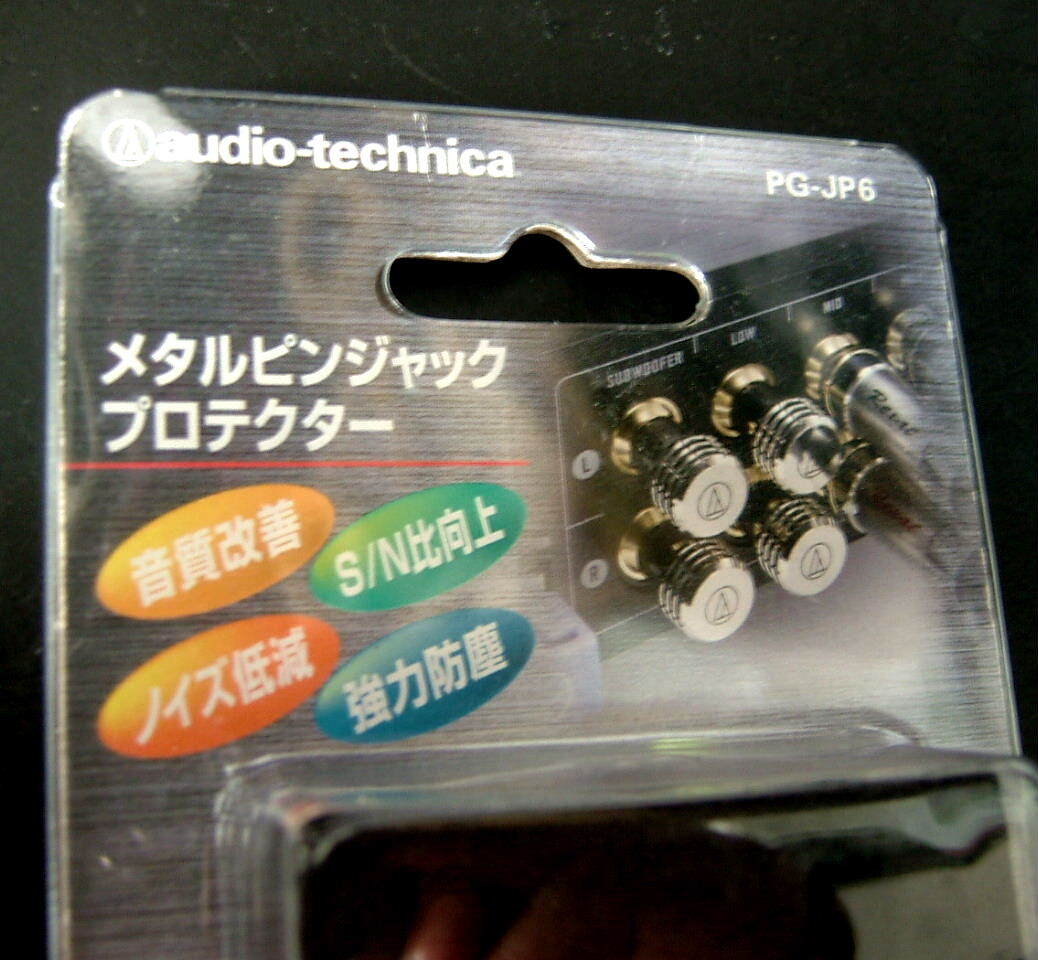 audio-technica
PG-JP6
メタルピンジャック
プロテクター
音質改善
S/N比向上
ノイズ低減
強力防塵
SUBWOOFER
LOW
MID
L
R